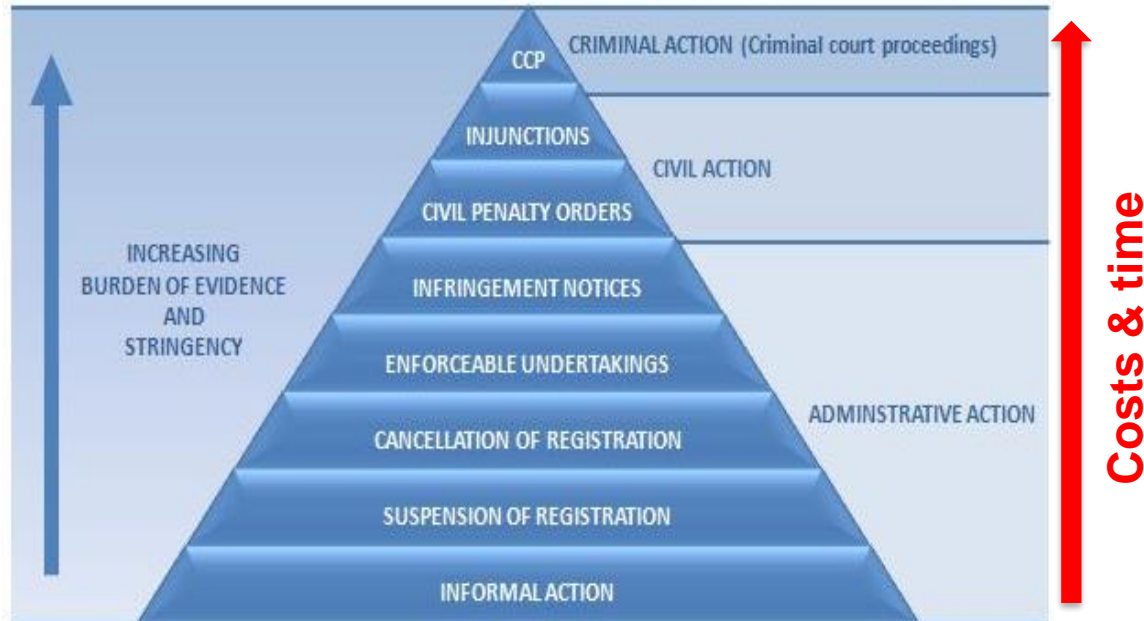 CCP
CRIMINAL ACTION (Criminal court proceedings)
INJUNCTIONS
CIVIL ACTION
CIVIL PENALTY ORDERS
INCREASING
BURDEN OF EVIDENCE
AND
STRINGENCY
INFRINGEMENT NOTICES
ENFORCEABLE UNDERTAKINGS
ADMINSTRATIVE ACTION
CANCELLATION OF REGISTRATION
SUSPENSION OF REGISTRATION
INFORMAL ACTION
Costs & time